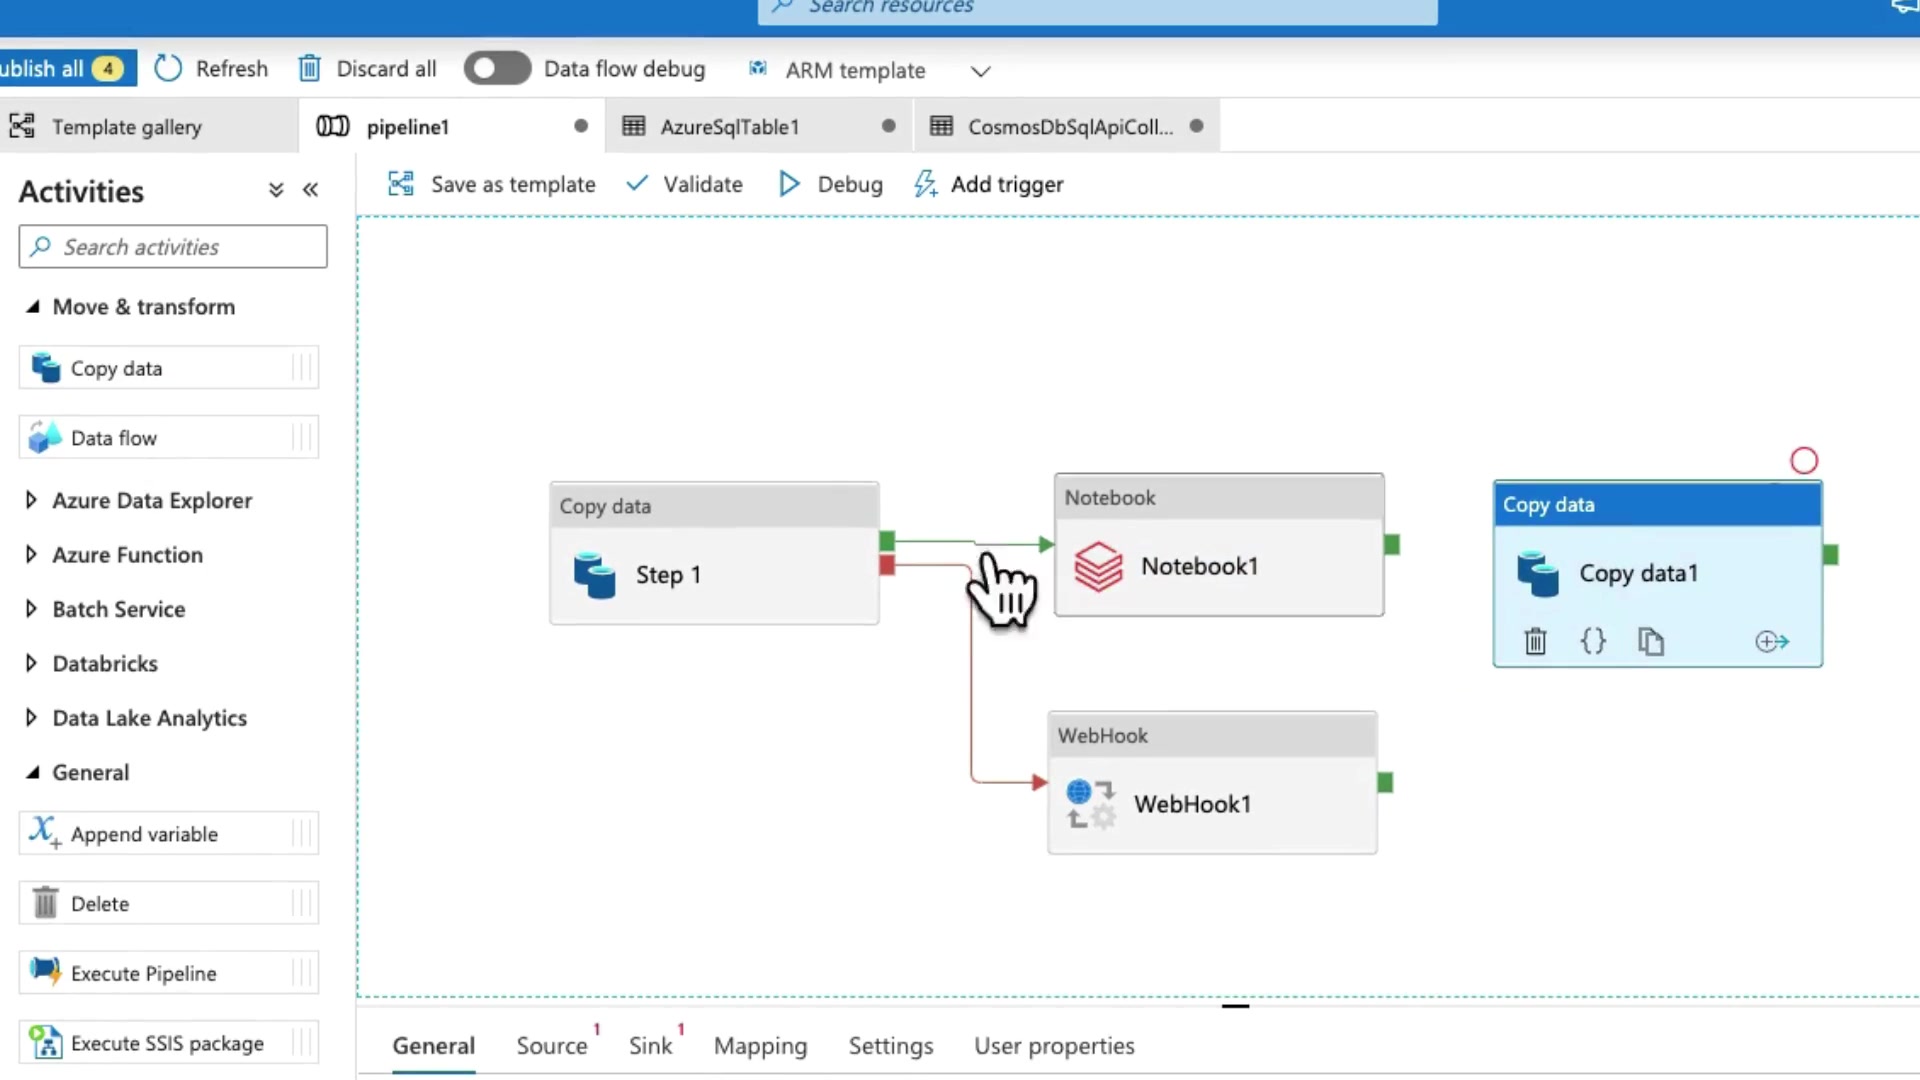 Search resources
ublish all 4 Refresh Discard all Data flow debug ARM template
Template gallery pipeline1 AzureSqlTable1 CosmosDbSqlApiColl...
Activities
Save as template Validate Debug Add trigger
Search activities
Move & transform
Copy data
Data flow
Azure Data Explorer
Azure Function
Batch Service
Databricks
Data Lake Analytics
General
Append variable
Delete
Execute Pipeline
Execute SSIS package
Copy data
Step 1
Notebook
Notebook1
Copy data
Copy data1
{}
WebHook
WebHook1
General Source 1 Sink 1 Mapping Settings User properties